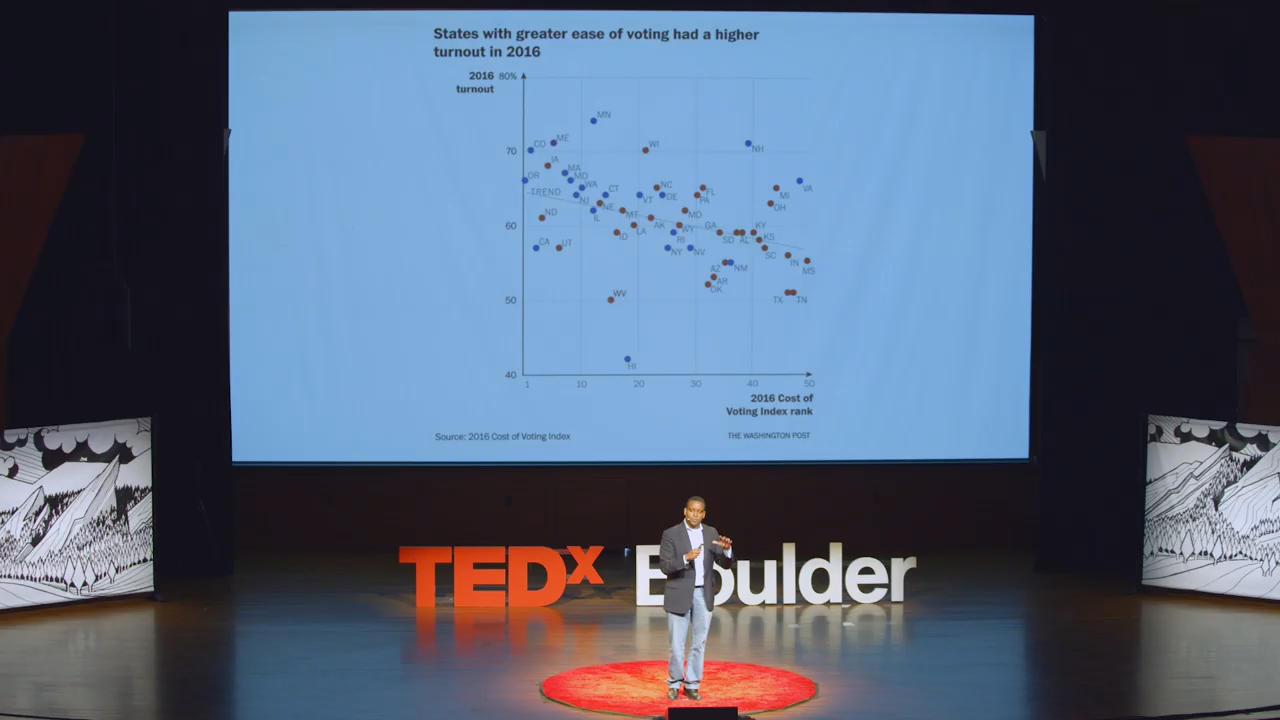 States with greater ease of voting had a higher
turnout in 2016
2016 80%
turnout
MN
CO ME
WI
NH
70
IA
MA
MD
OR
WA
CT
NC
FL
MI
VA
TREND
NJ
NE
VT
DE
PA
OH
ND
IL
MT
MO
60
ID
LA
AK
WY
GA
KY
CA
UT
RI
SD
AL
KS
NY
NV
SC
AZ
NM
IN
MS
AR
OK
WV
50
TX
TN
HI
40
1 10 20 30 40 50
2016 Cost of
Voting Index rank
Source: 2016 Cost of Voting Index
THE WASHINGTON POST
TEDx Boulder